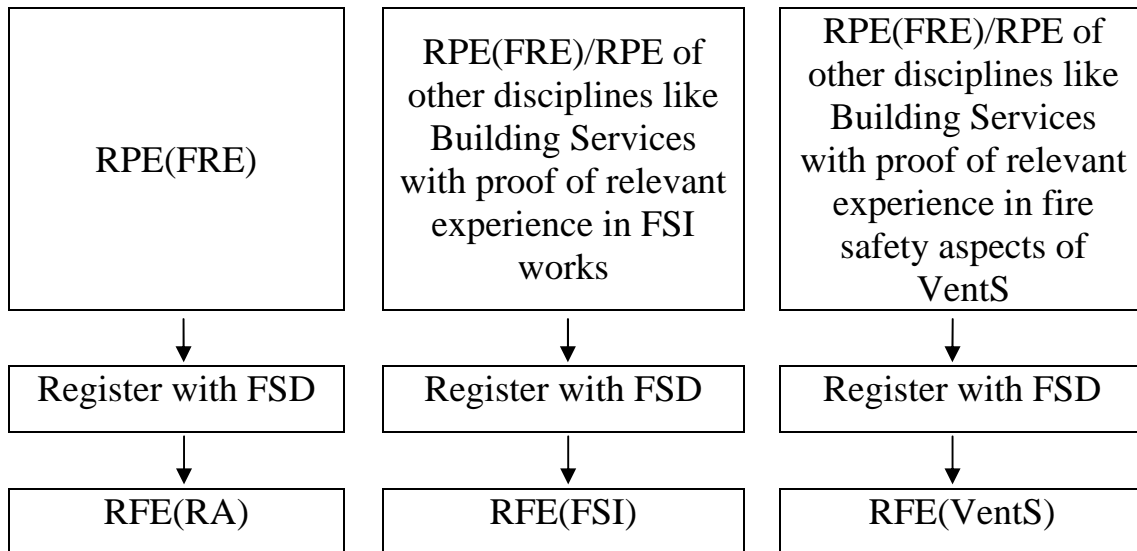 RPE(FRE)
RPE(FRE)/RPE of
other disciplines like
Building Services
with proof of relevant
experience in FSI
works
RPE(FRE)/RPE of
other disciplines like
Building Services
with proof of relevant
experience in fire
safety aspects of
VentS
Register with FSD
Register with FSD
Register with FSD
RFE(RA)
RFE(FSI)
RFE(VentS)